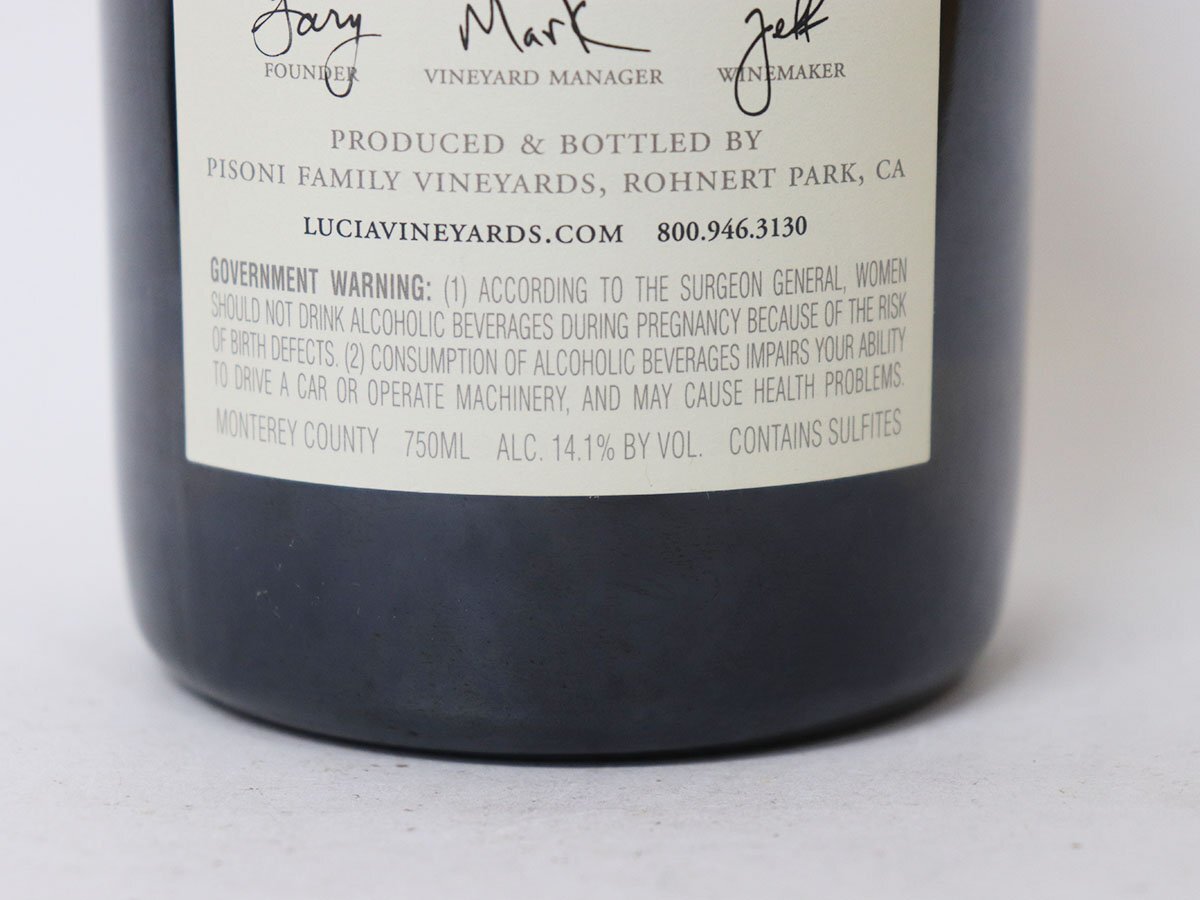 Gary Mark Jeff
FOUNDER VINEYARD MANAGER WINEMAKER
PRODUCED & BOTTLED BY
PISONI FAMILY VINEYARDS, ROHNERT PARK, CA
LUCIAVINEYARDS.COM 800.946.3130
GOVERNMENT WARNING: (1) ACCORDING TO THE SURGEON GENERAL, WOMEN
SHOULD NOT DRINK ALCOHOLIC BEVERAGES DURING PREGNANCY BECAUSE OF THE RISK
OF BIRTH DEFECTS. (2) CONSUMPTION OF ALCOHOLIC BEVERAGES IMPAIRS YOUR ABILITY
TO DRIVE A CAR OR OPERATE MACHINERY, AND MAY CAUSE HEALTH PROBLEMS.
MONTEREY COUNTY 750ML ALC. 14.1% BY VOL. CONTAINS SULFITES